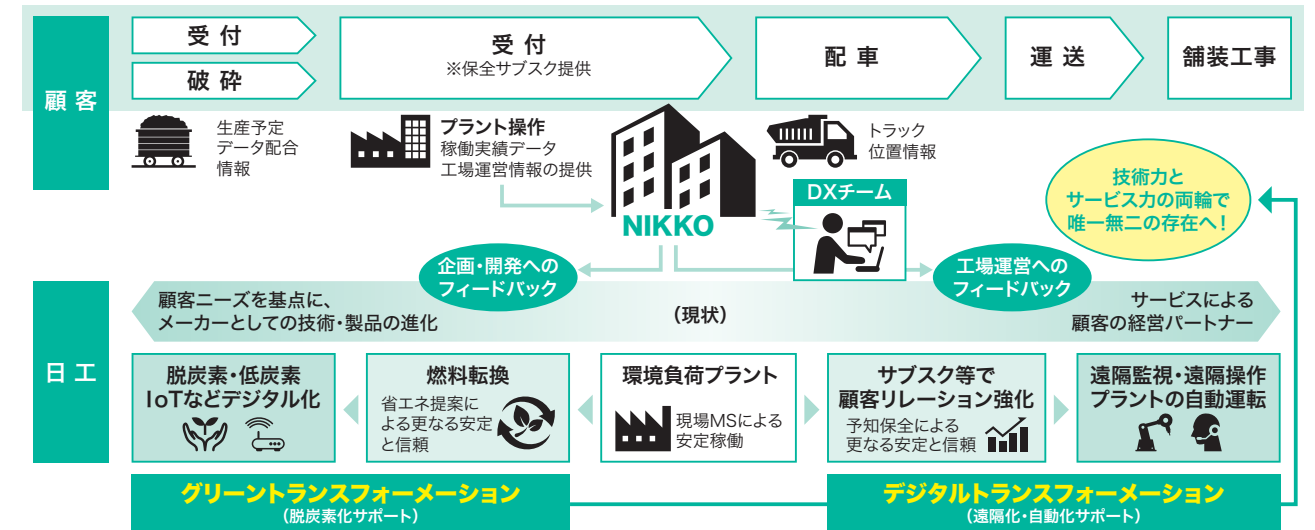 顧客
受付
破砕
受付
※保全サブスク提供
配車
運送
舗装工事
生産予定
データ配合
情報
プラント操作
稼働実績データ
工場運営情報の提供
NIKKO
トラック
位置情報
DXチーム
技術力と
サービス力の両輪で
唯一無二の存在へ!
企画・開発への
フィードバック
工場運営への
フィードバック
日工
顧客ニーズを基点に、
メーカーとしての技術・製品の進化
(現状)
サービスによる
顧客の経営パートナー
脱炭素・低炭素
IoTなどデジタル化
燃料転換
省エネ提案に
よる更なる安定
と信頼
環境負荷プラント
現場MSによる
安定稼働
サブスク等で
顧客リレーション強化
予知保全による
更なる安定と信頼
遠隔監視・遠隔操作
プラントの自動運転
グリーントランスフォーメーション
(脱炭素化サポート)
デジタルトランスフォーメーション
(遠隔化・自動化サポート)